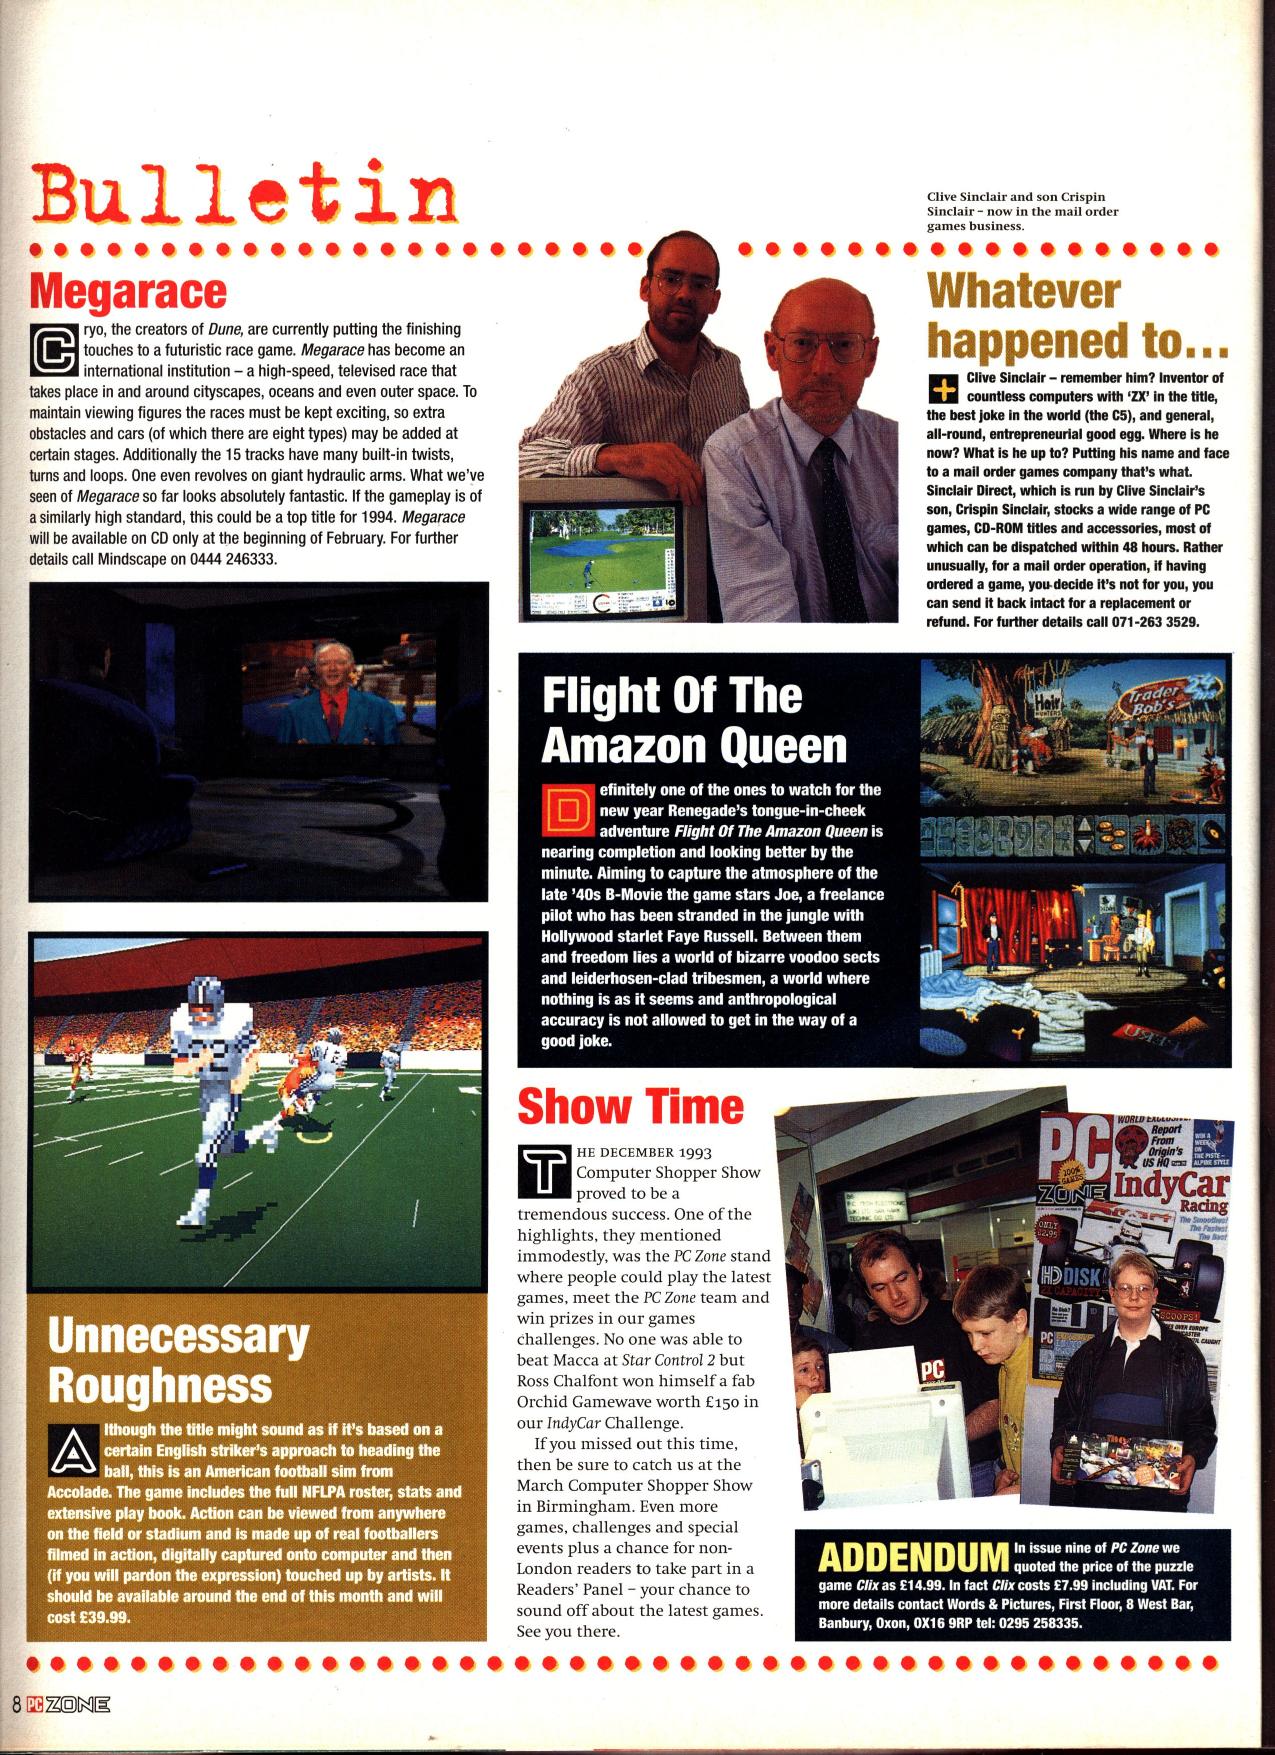 Bulletin
Clive Sinclair and son Crispin
Sinclair – now in the mail order
games business.
Megarace
Cryo, the creators of Dune, are currently putting the finishing
touches to a futuristic race game. Megarace has become an
international institution – a high-speed, televised race that
takes place in and around cityscapes, oceans and even outer space. To
maintain viewing figures the races must be kept exciting, so extra
obstacles and cars (of which there are eight types) may be added at
certain stages. Additionally the 15 tracks have many built-in twists,
turns and loops. One even revolves on giant hydraulic arms. What we've
seen of Megarace so far looks absolutely fantastic. If the gameplay is of
a similarly high standard, this could be a top title for 1994. Megarace
will be available on CD only at the beginning of February. For further
details call Mindscape on 0444 246333.
Whatever
happened to...
+ Clive Sinclair – remember him? Inventor of
countless computers with 'ZX' in the title,
the best joke in the world (the C5), and general,
all-round, entrepreneurial good egg. Where is he
now? What is he up to? Putting his name and face
to a mail order games company that's what.
Sinclair Direct, which is run by Clive Sinclair's
son, Crispin Sinclair, stocks a wide range of PC
games, CD-ROM titles and accessories, most of
which can be dispatched within 48 hours. Rather
unusually, for a mail order operation, if having
ordered a game, you decide it's not for you, you
can send it back intact for a replacement or
refund. For further details call 071-263 3529.
Flight Of The
Amazon Queen
Definitely one of the ones to watch for the
new year Renegade's tongue-in-cheek
adventure Flight Of The Amazon Queen is
nearing completion and looking better by the
minute. Aiming to capture the atmosphere of the
late '40s B-Movie the game stars Joe, a freelance
pilot who has been stranded in the jungle with
Hollywood starlet Faye Russell. Between them
and freedom lies a world of bizarre voodoo sects
and leiderhosen-clad tribesmen, a world where
nothing is as it seems and anthropological
accuracy is not allowed to get in the way of a
good joke.
Hair
HUNTERS
Trader
Bob's
Unnecessary
Roughness
Although the title might sound as if it's based on a
certain English striker's approach to heading the
ball, this is an American football sim from
Accolade. The game includes the full NFLPA roster, stats and
extensive play book. Action can be viewed from anywhere
on the field or stadium and is made up of real footballers
filmed in action, digitally captured onto computer and then
(if you will pardon the expression) touched up by artists. It
should be available around the end of this month and will
cost £39.99.
Show Time
THE DECEMBER 1993
Computer Shopper Show
proved to be a
tremendous success. One of the
highlights, they mentioned
immodestly, was the PC Zone stand
where people could play the latest
games, meet the PC Zone team and
win prizes in our games
challenges. No one was able to
beat Macca at Star Control 2 but
Ross Chalfont won himself a fab
Orchid Gamewave worth £150 in
our IndyCar Challenge.
If you missed out this time,
then be sure to catch us at the
March Computer Shopper Show
in Birmingham. Even more
games, challenges and special
events plus a chance for non-
London readers to take part in a
Readers' Panel – your chance to
sound off about the latest games.
See you there.
PC
ZONE
100%
GAMES
WORLD EXCLUSIVE
Report
From
Origin's
US HQ
WIN A
WEEK
ON
THE PISTE –
ALPINE STYLE
IndyCar
Racing
The Smoothest!
The Fastest!
The Best!
ONLY
£2.95
HD DISK
2X CAPACITY
SCOOPS!
PC
ADDENDUM In issue nine of PC Zone we
quoted the price of the puzzle
game Clix as £14.99. In fact Clix costs £7.99 including VAT. For
more details contact Words & Pictures, First Floor, 8 West Bar,
Banbury, Oxon, OX16 9RP tel: 0295 258335.
8 PC ZONE